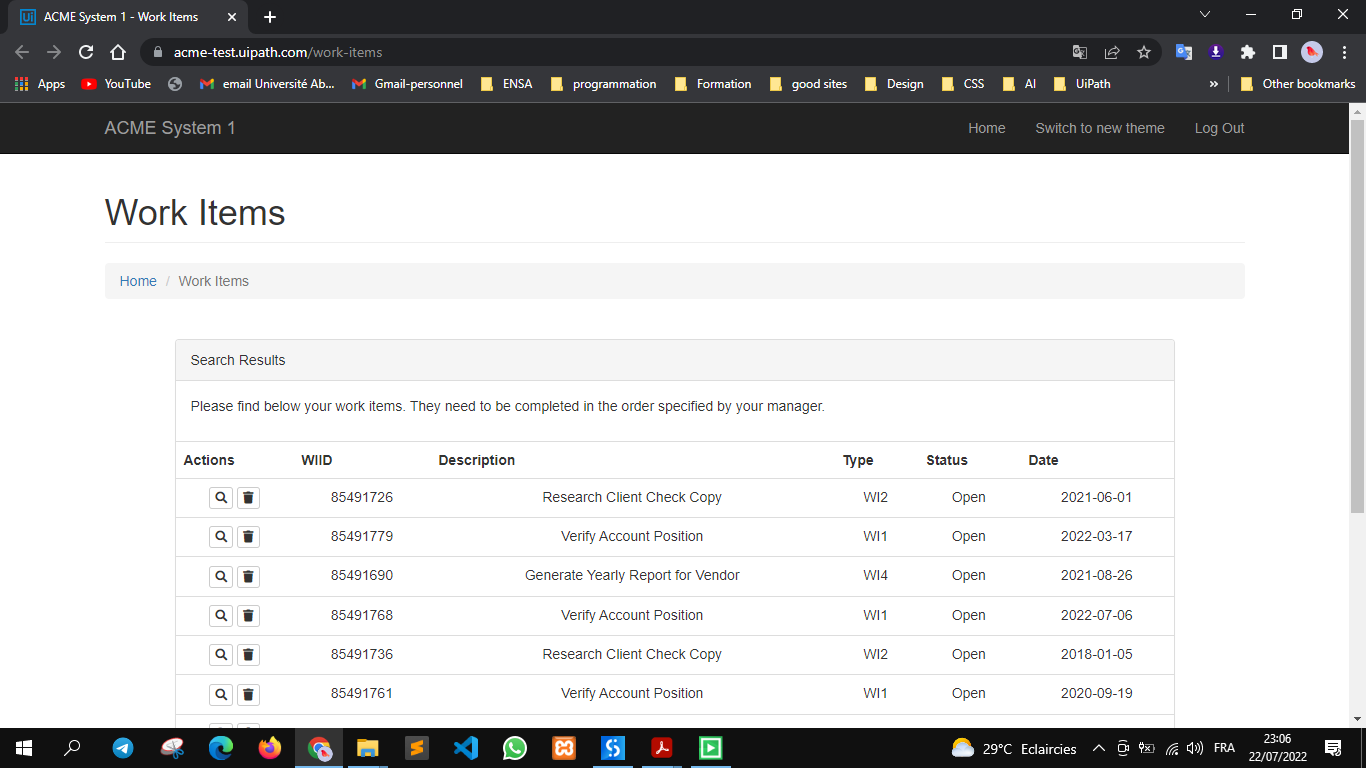 ACME System 1 - Work Items
acme-test.uipath.com/work-items
Apps YouTube email Université Ab... Gmail-personnel ENSA programmation Formation good sites Design CSS AI UiPath » Other bookmarks
ACME System 1 Home Switch to new theme Log Out
Work Items
Home / Work Items
Search Results
Please find below your work items. They need to be completed in the order specified by your manager.
Actions WIID Description Type Status Date
85491726 Research Client Check Copy WI2 Open 2021-06-01
85491779 Verify Account Position WI1 Open 2022-03-17
85491690 Generate Yearly Report for Vendor WI4 Open 2021-08-26
85491768 Verify Account Position WI1 Open 2022-07-06
85491736 Research Client Check Copy WI2 Open 2018-01-05
85491761 Verify Account Position WI1 Open 2020-09-19
29°C Eclaircies FRA 23:06
22/07/2022